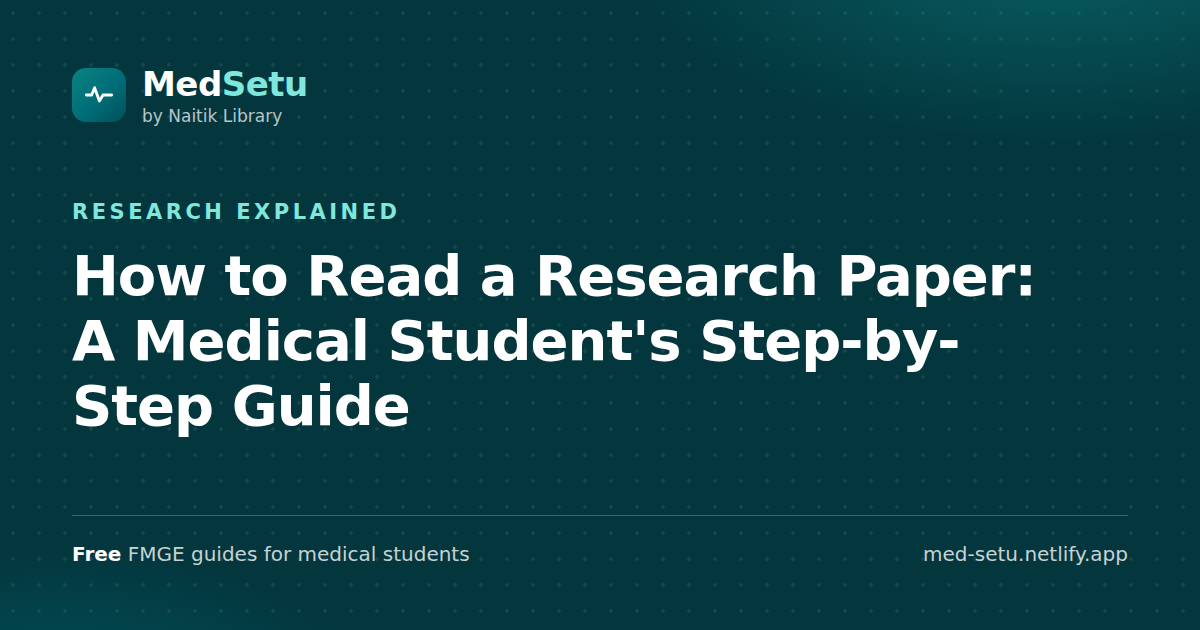 MedSetu
by Naitik Library
RESEARCH EXPLAINED
How to Read a Research Paper:
A Medical Student's Step-by-
Step Guide
Free FMGE guides for medical students
med-setu.netlify.app